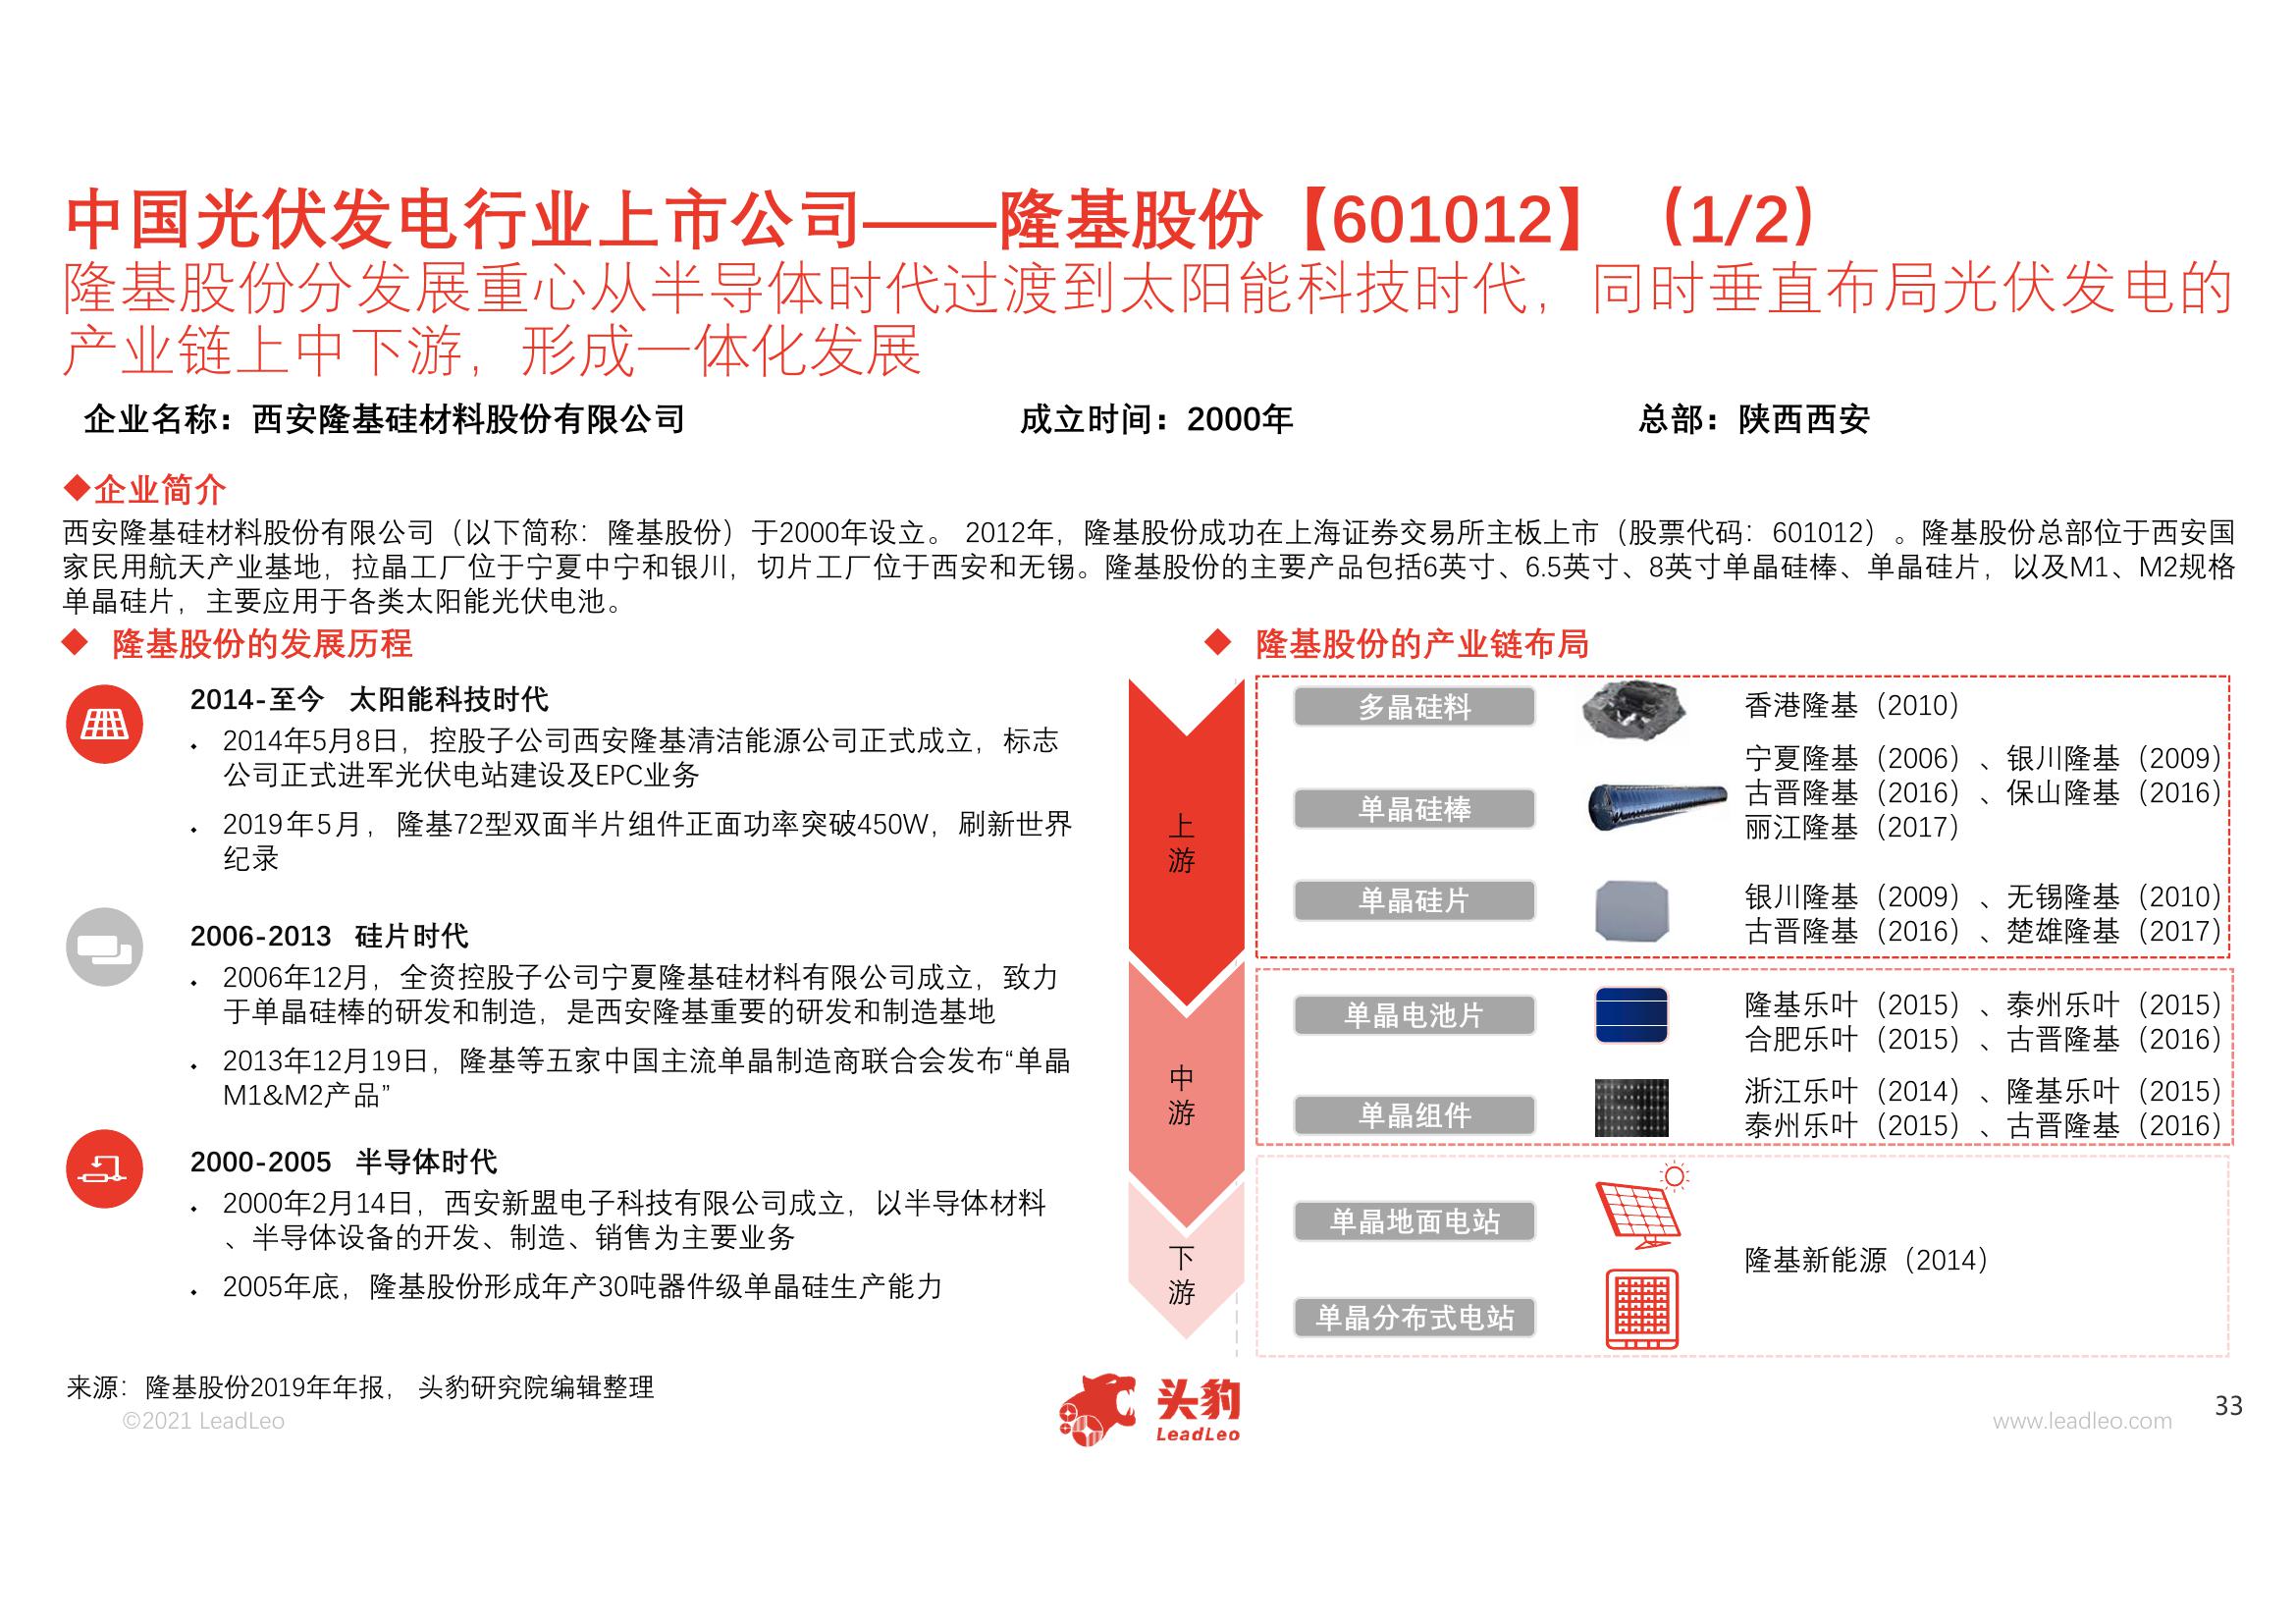 中国光伏发电行业上市公司——隆基股份【601012】（1/2）
隆基股份分发展重心从半导体时代过渡到太阳能科技时代，同时垂直布局光伏发电的
产业链上中下游，形成一体化发展
企业名称：西安隆基硅材料股份有限公司
成立时间：2000年
总部：陕西西安
◆企业简介
西安隆基硅材料股份有限公司（以下简称：隆基股份）于2000年设立。 2012年，隆基股份成功在上海证券交易所主板上市（股票代码：601012）。隆基股份总部位于西安国
家民用航天产业基地，拉晶工厂位于宁夏中宁和银川，切片工厂位于西安和无锡。隆基股份的主要产品包括6英寸、6.5英寸、8英寸单晶硅棒、单晶硅片，以及M1、M2规格
单晶硅片，主要应用于各类太阳能光伏电池。
◆ 隆基股份的发展历程
2014-至今 太阳能科技时代
• 2014年5月8日，控股子公司西安隆基清洁能源公司正式成立，标志
公司正式进军光伏电站建设及EPC业务
• 2019年5月，隆基72型双面半片组件正面功率突破450W，刷新世界
纪录
2006-2013 硅片时代
• 2006年12月，全资控股子公司宁夏隆基硅材料有限公司成立，致力
于单晶硅棒的研发和制造，是西安隆基重要的研发和制造基地
• 2013年12月19日，隆基等五家中国主流单晶制造商联合会发布“单晶
M1&M2产品”
2000-2005 半导体时代
• 2000年2月14日，西安新盟电子科技有限公司成立，以半导体材料
、半导体设备的开发、制造、销售为主要业务
• 2005年底，隆基股份形成年产30吨器件级单晶硅生产能力
◆ 隆基股份的产业链布局
上
游
多晶硅料
香港隆基（2010）
单晶硅棒
宁夏隆基（2006）、银川隆基（2009）
古晋隆基（2016）、保山隆基（2016）
丽江隆基（2017）
单晶硅片
银川隆基（2009）、无锡隆基（2010）
古晋隆基（2016）、楚雄隆基（2017）
中
游
单晶电池片
隆基乐叶（2015）、泰州乐叶（2015）
合肥乐叶（2015）、古晋隆基（2016）
单晶组件
浙江乐叶（2014）、隆基乐叶（2015）
泰州乐叶（2015）、古晋隆基（2016）
下
游
单晶地面电站
隆基新能源（2014）
单晶分布式电站
来源：隆基股份2019年年报， 头豹研究院编辑整理
©2021 LeadLeo
头豹
LeadLeo
www.leadleo.com
33